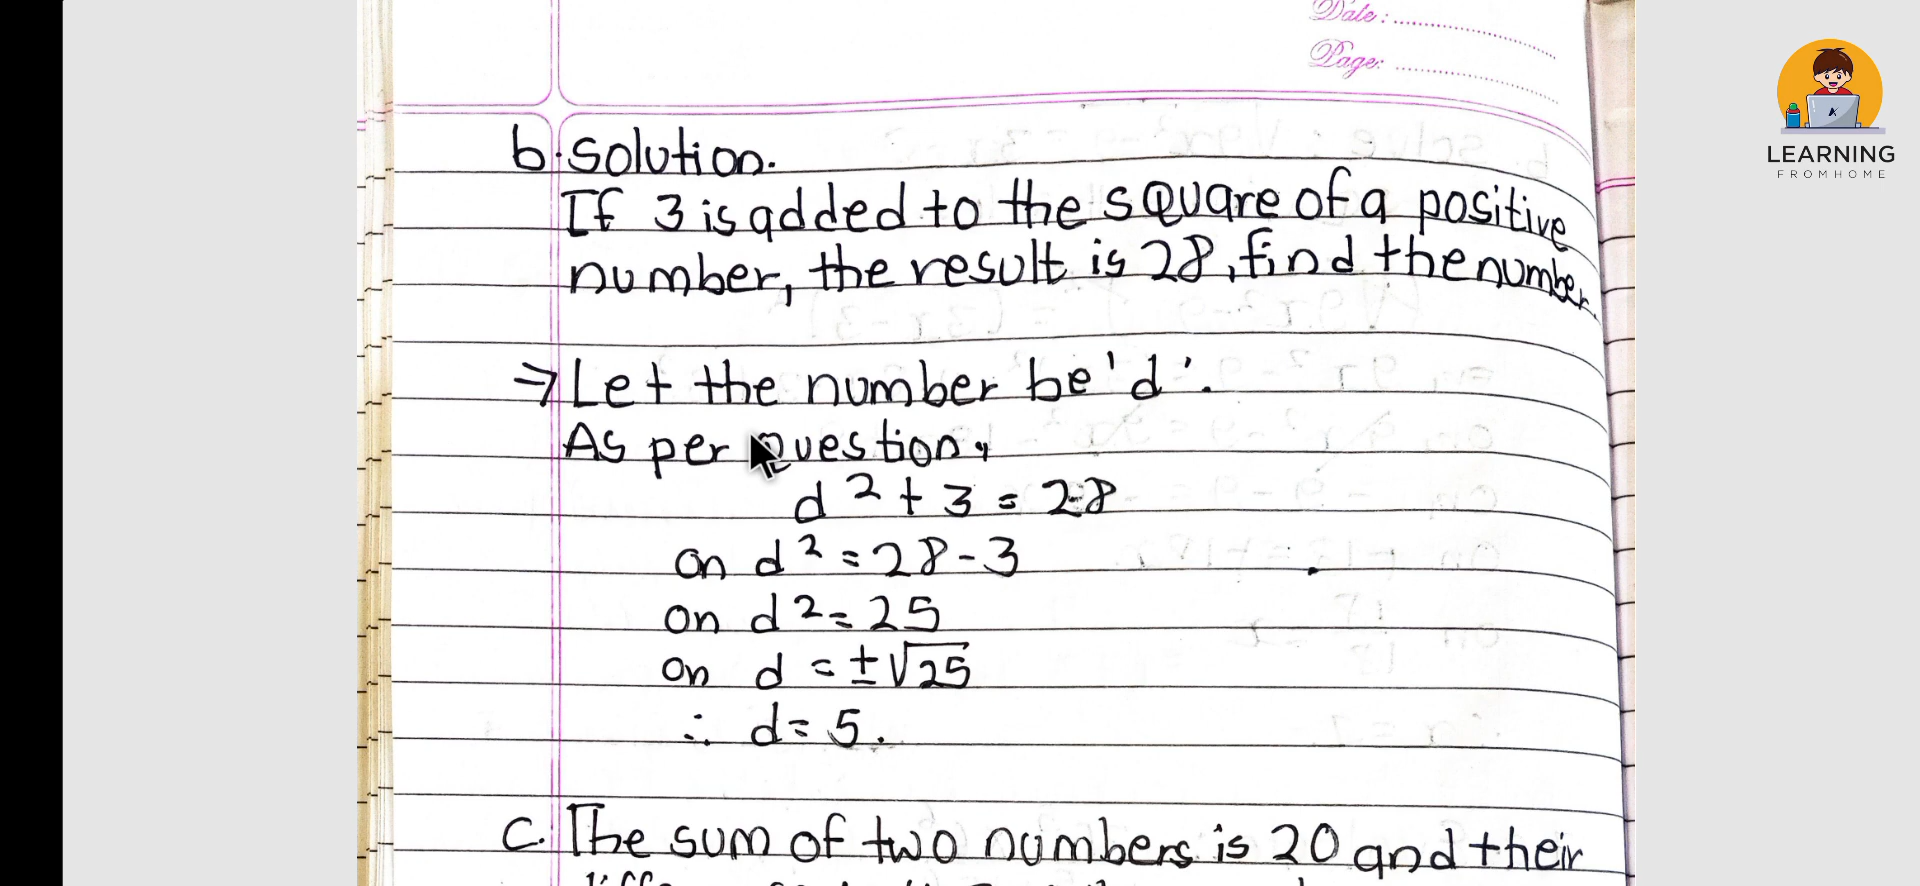 Date:
Page:
LEARNING
FROMHOME
b. Solution.
If 3 is added to the square of a positive
number, the result is 28, find the number.
⇒ Let the number be 'd'.
As per Question,
d² + 3 = 28
or d² = 28 - 3
or d² = 25
or d = ±√25
∴ d = 5.
c. The sum of two numbers is 20 and their